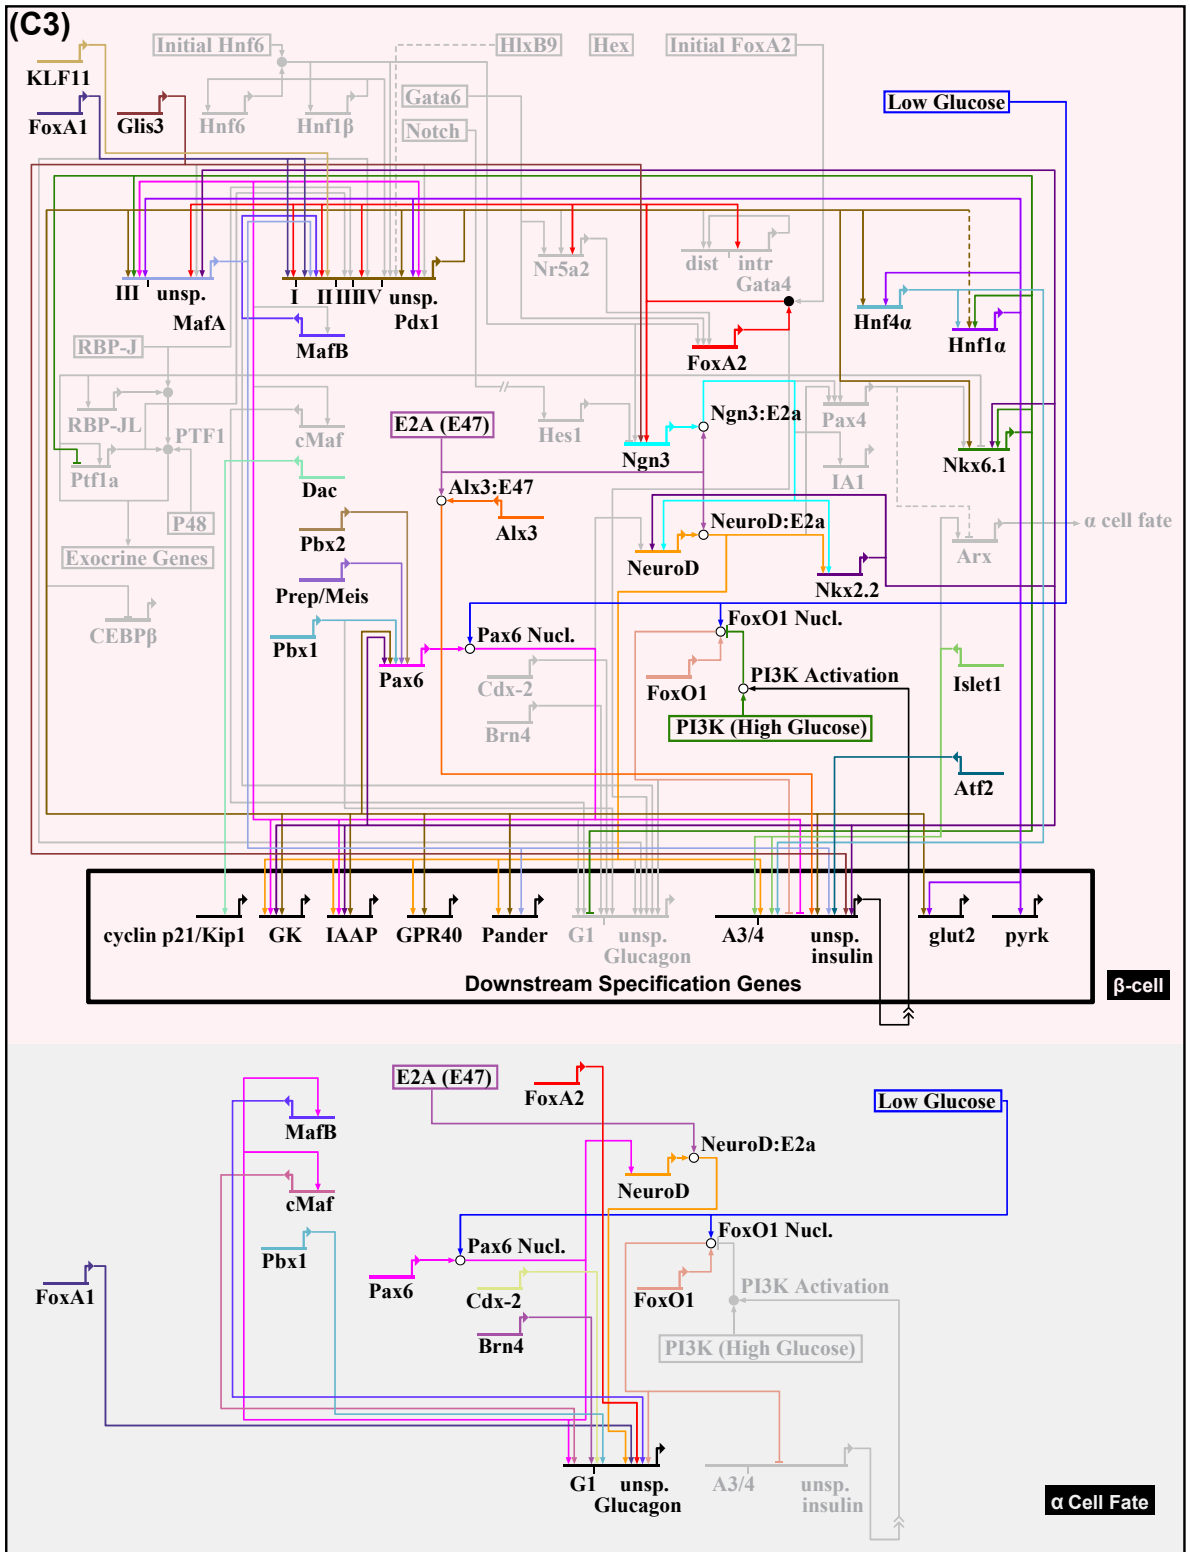 (C3)
Initial Hnf6
HlxB9
Hex
Initial FoxA2
KLF11
Gata6
Low Glucose
FoxA1
Glis3
Hnf6
Hnf1β
Notch
Nr5a2
dist
intr
Gata4
III
unsp.
MafA
I
II
III
IV
unsp.
Pdx1
Hnf4α
Hnf1α
MafB
RBP-J
FoxA2
RBP-JL
PTF1
cMaf
E2A (E47)
Hes1
Ngn3:E2a
Pax4
Ngn3
Nkx6.1
Ptf1a
Dac
Alx3:E47
IA1
P48
Pbx2
Alx3
NeuroD:E2a
α cell fate
Exocrine Genes
NeuroD
Arx
Prep/Meis
Nkx2.2
CEBPβ
Pbx1
Pax6 Nucl.
FoxO1 Nucl.
Pax6
Cdx-2
FoxO1
PI3K Activation
Islet1
Brn4
PI3K (High Glucose)
Atf2
cyclin p21/Kip1
GK
IAAP
GPR40
Pander
G1
unsp.
Glucagon
A3/4
unsp.
insulin
glut2
pyrk
Downstream Specification Genes
β-cell
E2A (E47)
FoxA2
Low Glucose
MafB
NeuroD:E2a
NeuroD
cMaf
Pbx1
Pax6 Nucl.
FoxO1 Nucl.
FoxA1
Pax6
Cdx-2
FoxO1
PI3K Activation
Brn4
PI3K (High Glucose)
G1
unsp.
Glucagon
A3/4
unsp.
insulin
α Cell Fate